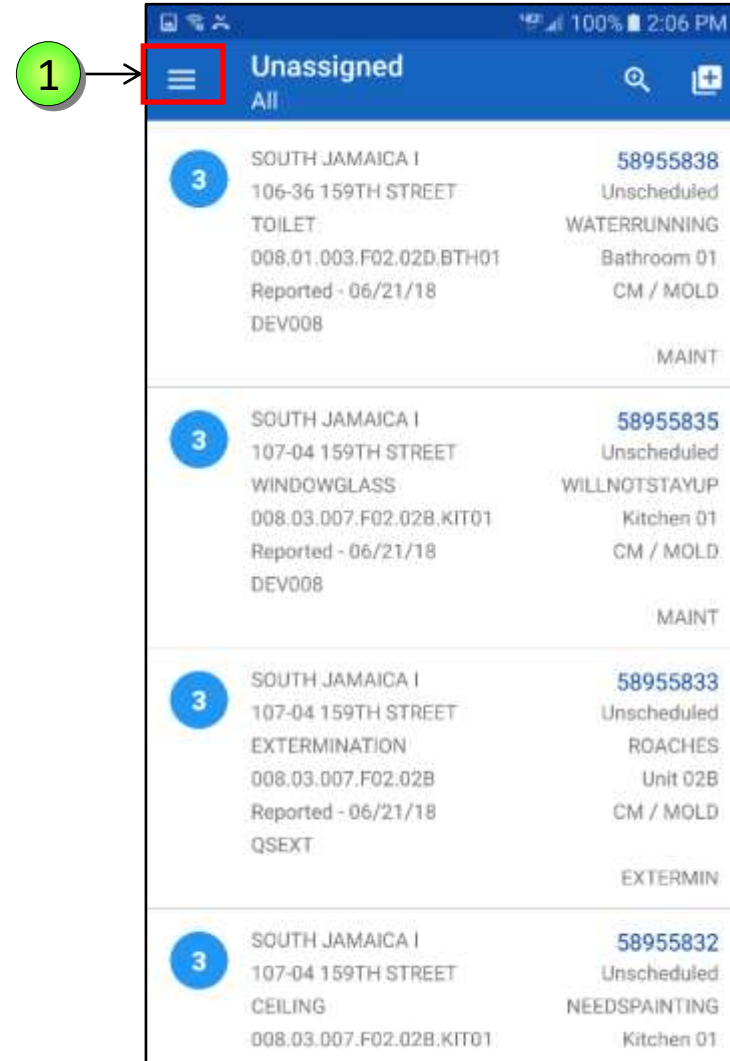 100% 2:06 PM
1
Unassigned
All
3
SOUTH JAMAICA I 58955838
106-36 159TH STREET Unscheduled
TOILET WATERRUNNING
008.01.003.F02.02D.BTH01 Bathroom 01
Reported - 06/21/18 CM / MOLD
DEV008
MAINT
3
SOUTH JAMAICA I 58955835
107-04 159TH STREET Unscheduled
WINDOWGLASS WILLNOTSTAYUP
008.03.007.F02.02B.KIT01 Kitchen 01
Reported - 06/21/18 CM / MOLD
DEV008
MAINT
3
SOUTH JAMAICA I 58955833
107-04 159TH STREET Unscheduled
EXTERMINATION ROACHES
008.03.007.F02.02B Unit 02B
Reported - 06/21/18 CM / MOLD
QSEXT
EXTERMIN
3
SOUTH JAMAICA I 58955832
107-04 159TH STREET Unscheduled
CEILING NEEDSPAINTING
008.03.007.F02.02B.KIT01 Kitchen 01